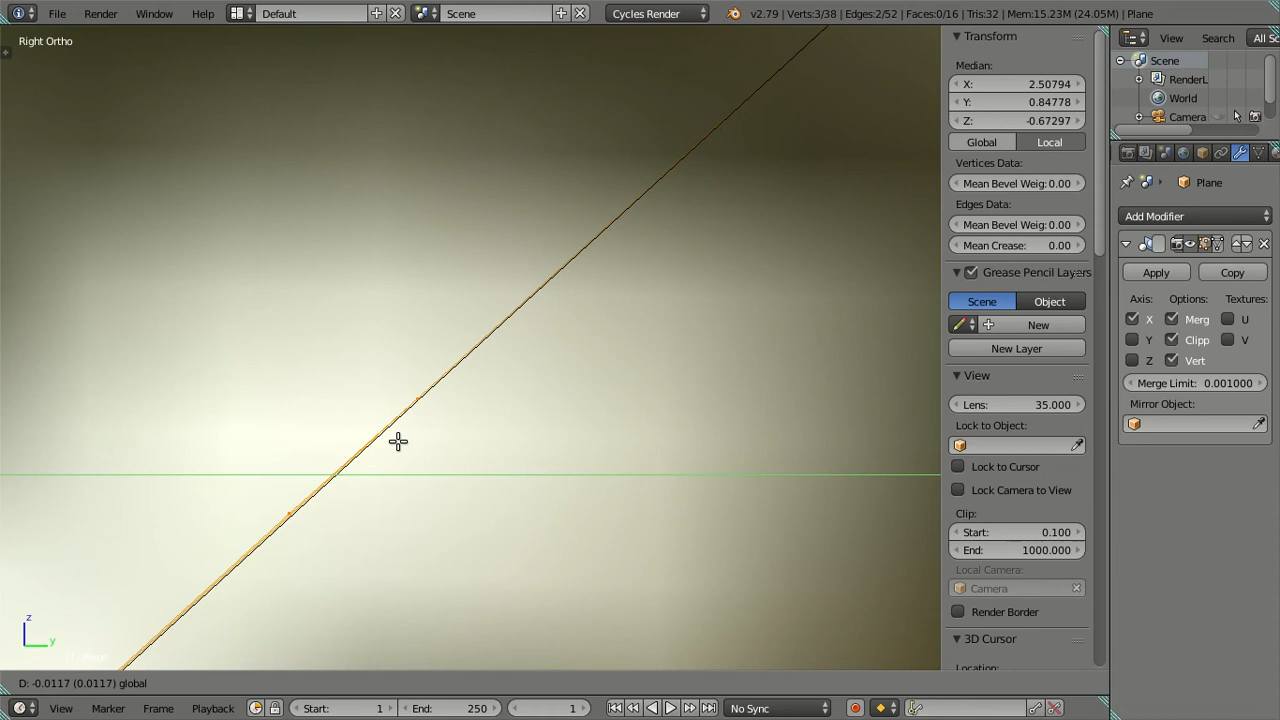 File Render Window Help Default Scene Cycles Render v2.79 | Verts:3/38 | Edges:2/52 | Faces:0/16 | Tris:32 | Mem:15.23M (24.05M) | Plane
Right Ortho
Transform
Median:
X: 2.50794
Y: 0.84778
Z: -0.67297
Global Local
Vertices Data:
Mean Bevel Weig: 0.00
Edges Data:
Mean Bevel Weig: 0.00
Mean Crease: 0.00
Grease Pencil Layers
Scene Object
New
New Layer
View
Lens: 35.000
Lock to Object:
Lock to Cursor
Lock Camera to View
Clip:
Start: 0.100
End: 1000.000
Local Camera:
Camera
Render Border
3D Cursor
Location:
View Search All Sc
Scene
RenderL
World
Camera
Plane
Add Modifier
Apply Copy
Axis: Options: Textures:
X Merg U
Y Clipp V
Z Vert
Merge Limit: 0.001000
Mirror Object:
z
y
D: -0.0117 (0.0117) global
View Marker Frame Playback Start: 1 End: 250 1 No Sync